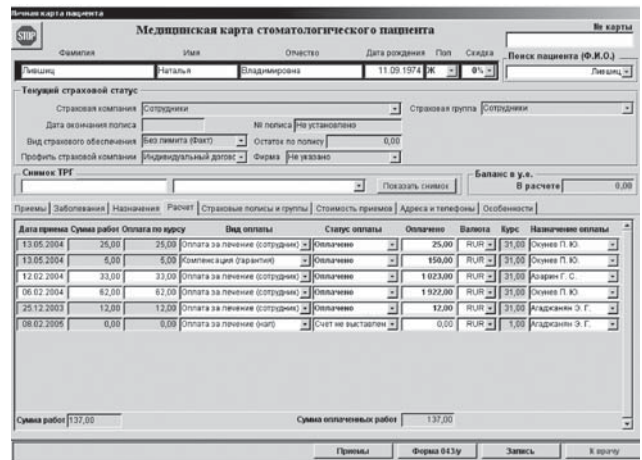 Личная карта пациента
STOP
Медицинская карта стоматологического пациента
№ карты
Фамилия Имя Отчество Дата рождения Пол Скидка
Поиск пациента (Ф.И.О.)
Лившиц Наталья Владимировна 11.09.1974 Ж 0% Лившиц
Текущий страховой статус
Страховая компания Сотрудники Страховая группа Сотрудники
Дата окончания полиса № полиса Не установлено
Вид страхового обеспечения Без лимита (Факт) Остаток по полису 0,00
Профиль страховой компании Индивидуальный догово Фирма Не указано
Снимок ТРГ
Показать снимок
Баланс в у.е.
В расчете 0,00
Приемы Заболевания Назначения Расчет Страховые полисы и группы Стоимость приемов Адреса и телефоны Особенности
Дата приема Сумма работ Оплата по курсу Вид оплаты Статус оплаты Оплачено Валюта Курс Назначение оплаты
13.05.2004 25,00 25,00 Оплата за лечение (сотрудник) Оплачено 25,00 RUR 31,00 Окунев П. Ю.
13.05.2004 5,00 5,00 Компенсация (гарантия) Оплачено 150,00 RUR 31,00 Окунев П. Ю.
12.02.2004 33,00 33,00 Оплата за лечение (сотрудник) Оплачено 1 023,00 RUR 31,00 Азарин Г. С.
06.02.2004 62,00 62,00 Оплата за лечение (сотрудник) Оплачено 1 922,00 RUR 31,00 Окунев П. Ю.
25.12.2003 12,00 12,00 Оплата за лечение (сотрудник) Оплачено 12,00 RUR 31,00 Агаджанян Э. Г.
08.02.2005 0,00 0,00 Оплата за лечение (нал) Счет не выставлен 0,00 RUR 1,00 Агаджанян Э. Г.
Сумма работ 137,00 Сумма оплаченных работ 137,00
Приемы Форма 043/у Запись К врачу